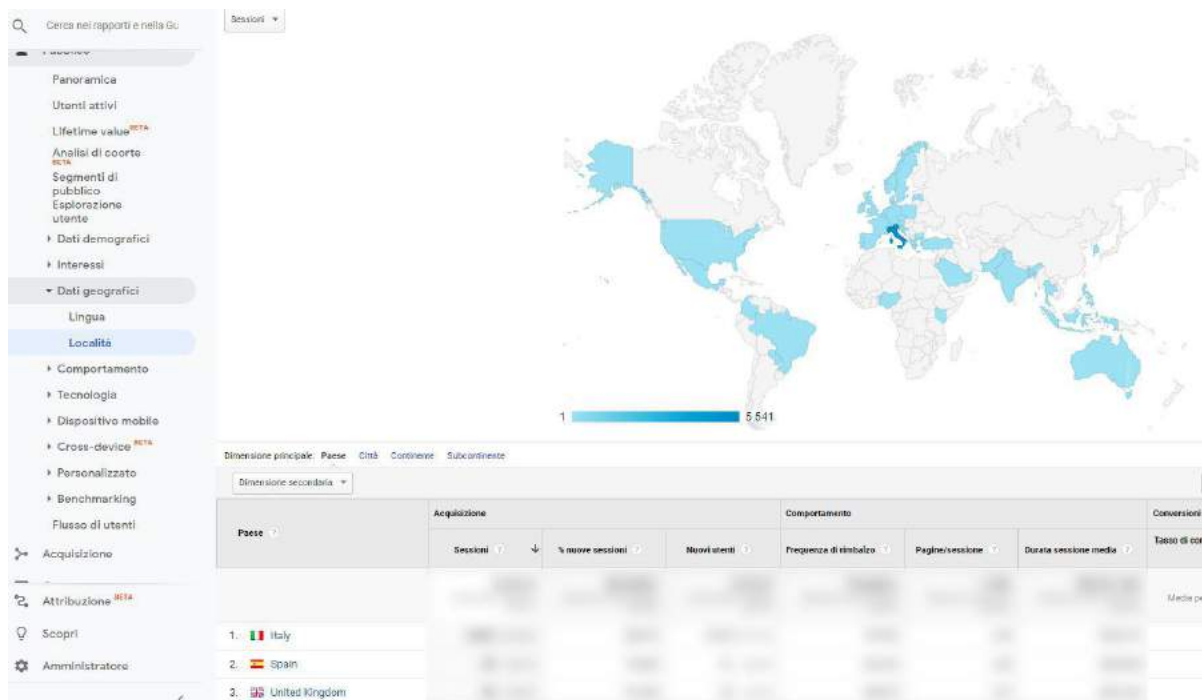 Cerca nei rapporti e nella Gu
Sessioni
Pubblico
Panoramica
Utenti attivi
Lifetime value BETA
Analisi di coorte
BETA
Segmenti di
pubblico
Esplorazione
utente
Dati demografici
Interessi
Dati geografici
Lingua
Località
Comportamento
Tecnologia
Dispositivo mobile
Cross-device BETA
Personalizzato
Benchmarking
Flusso di utenti
Acquisizione
Attribuzione BETA
Scopri
Amministratore
1 5 541
Dimensione principale: Paese Città Continente Subcontinente
Dimensione secondaria
Paese
Acquisizione Comportamento Conversioni
Sessioni % nuove sessioni Nuovi utenti Frequenza di rimbalzo Pagine/sessione Durata sessione media Tasso di con
Media pe
1. Italy
2. Spain
3. United Kingdom